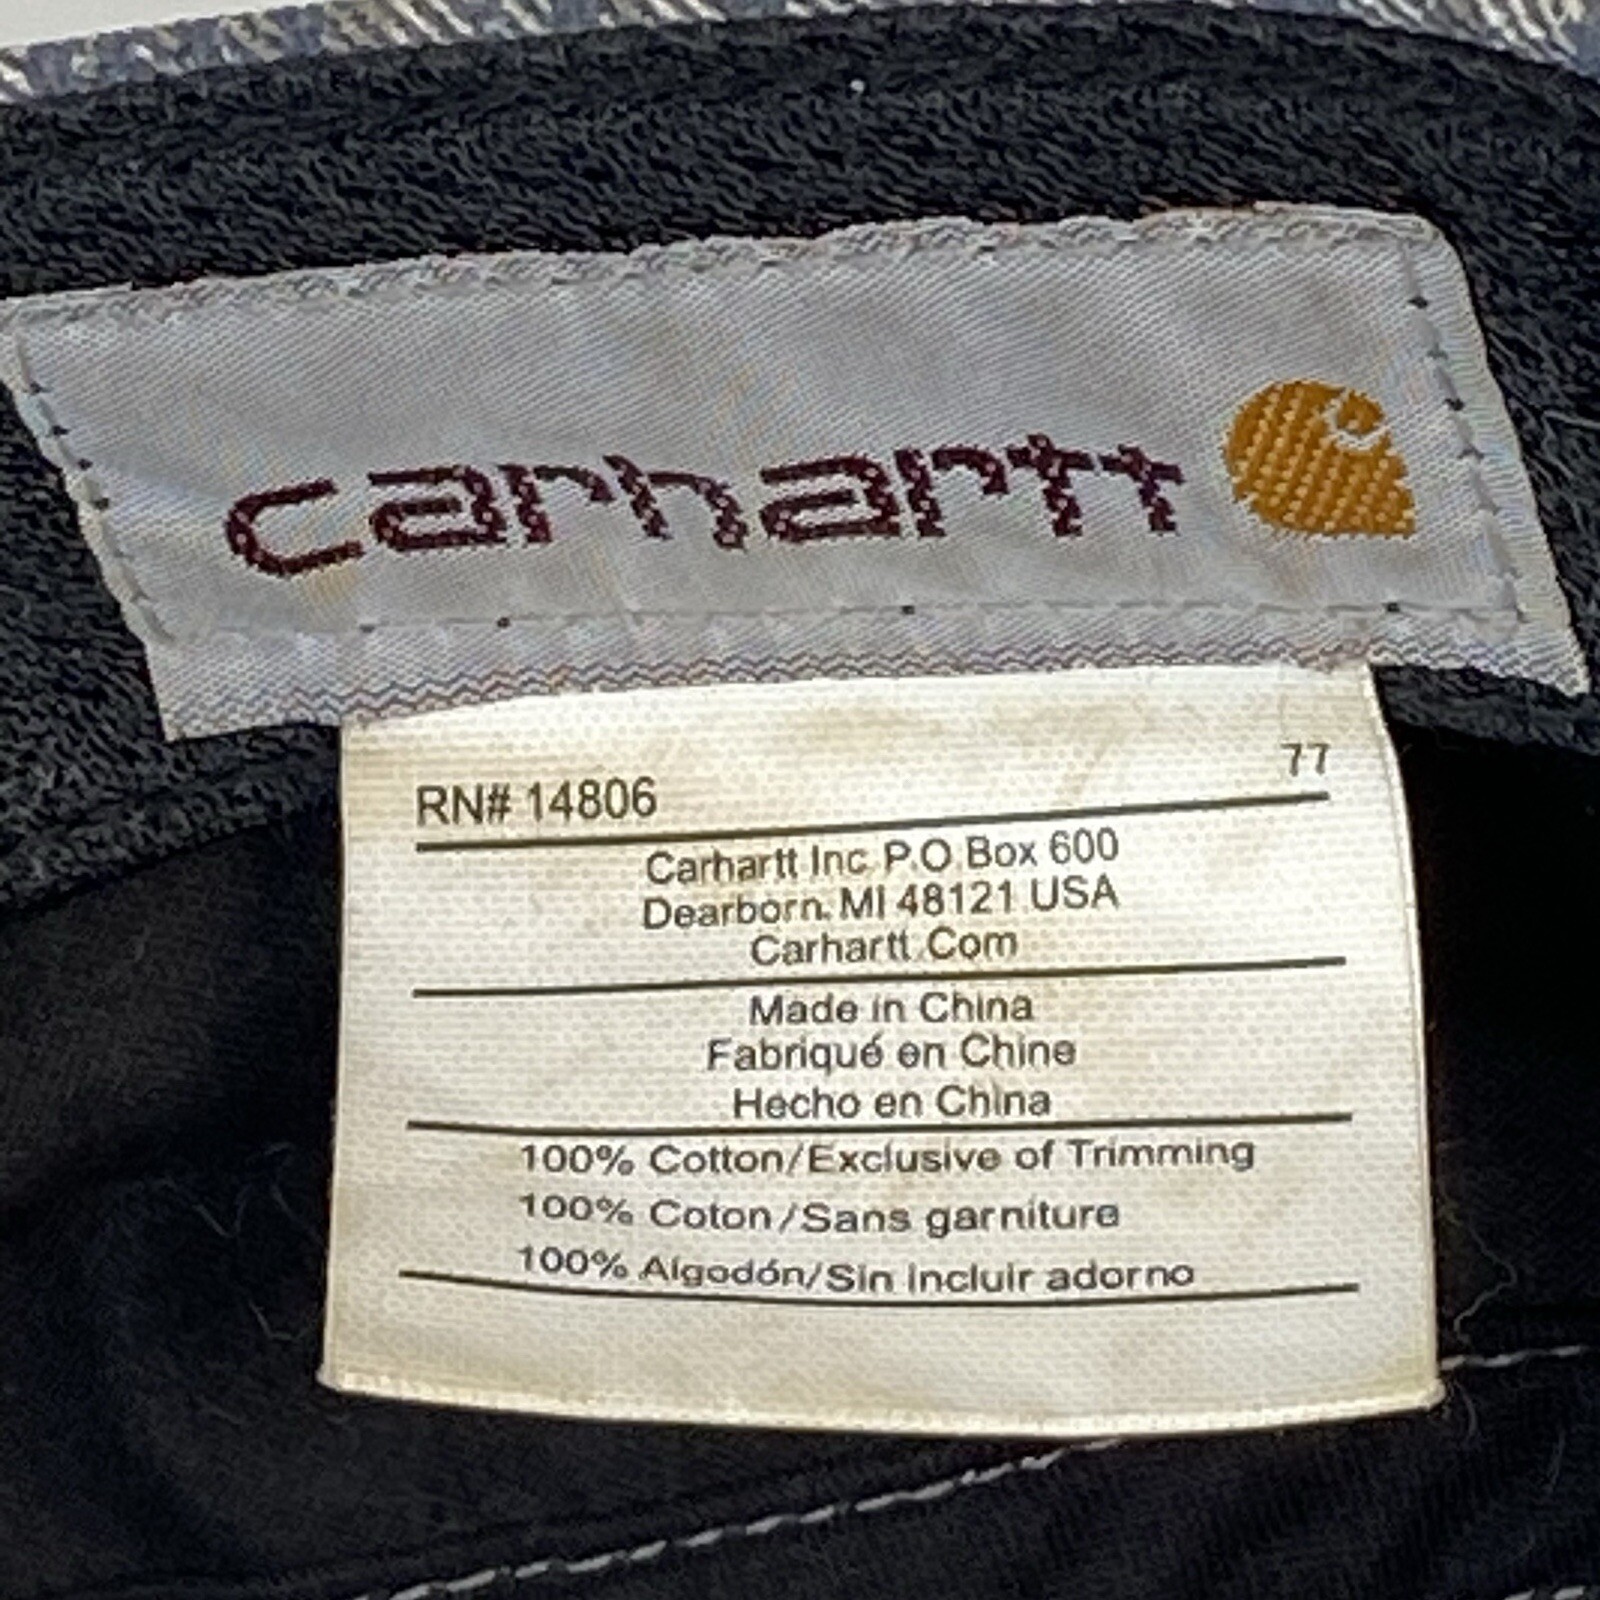 carhartt
77
RN# 14806
Carhartt Inc P.O Box 600
Dearborn, MI 48121 USA
Carhartt.Com
Made in China
Fabriqué en Chine
Hecho en China
100% Cotton/Exclusive of Trimming
100% Coton/Sans garniture
100% Algodón/Sin incluir adorno